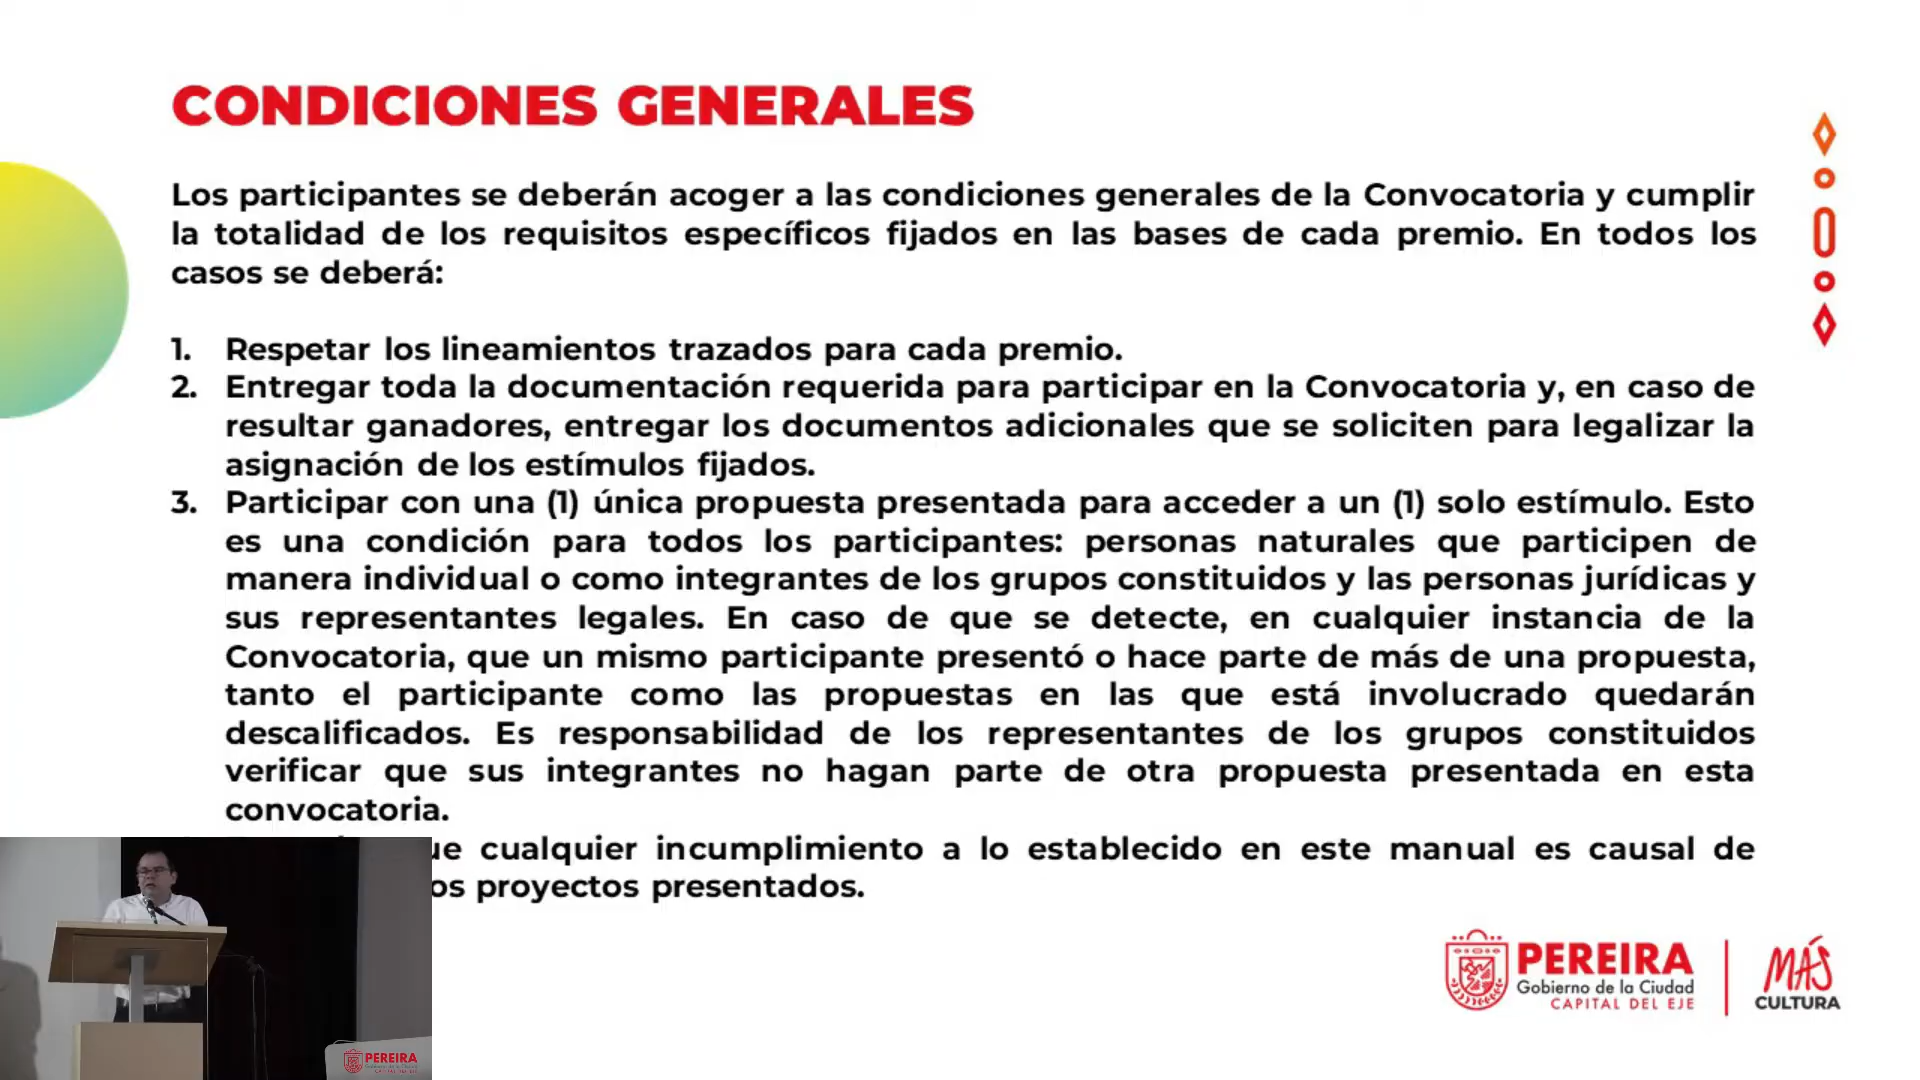 CONDICIONES GENERALES
Los participantes se deberán acoger a las condiciones generales de la Convocatoria y cumplir
la totalidad de los requisitos específicos fijados en las bases de cada premio. En todos los
casos se deberá:
1. Respetar los lineamientos trazados para cada premio.
2. Entregar toda la documentación requerida para participar en la Convocatoria y, en caso de
resultar ganadores, entregar los documentos adicionales que se soliciten para legalizar la
asignación de los estímulos fijados.
3. Participar con una (1) única propuesta presentada para acceder a un (1) solo estímulo. Esto
es una condición para todos los participantes: personas naturales que participen de
manera individual o como integrantes de los grupos constituidos y las personas jurídicas y
sus representantes legales. En caso de que se detecte, en cualquier instancia de la
Convocatoria, que un mismo participante presentó o hace parte de más de una propuesta,
tanto el participante como las propuestas en las que está involucrado quedarán
descalificados. Es responsabilidad de los representantes de los grupos constituidos
verificar que sus integrantes no hagan parte de otra propuesta presentada en esta
convocatoria.
cualquier incumplimiento a lo establecido en este manual es causal de
proyectos presentados.
PEREIRA
Gobierno de la Ciudad
CAPITAL DEL EJE
MÁS
CULTURA
PEREIRA